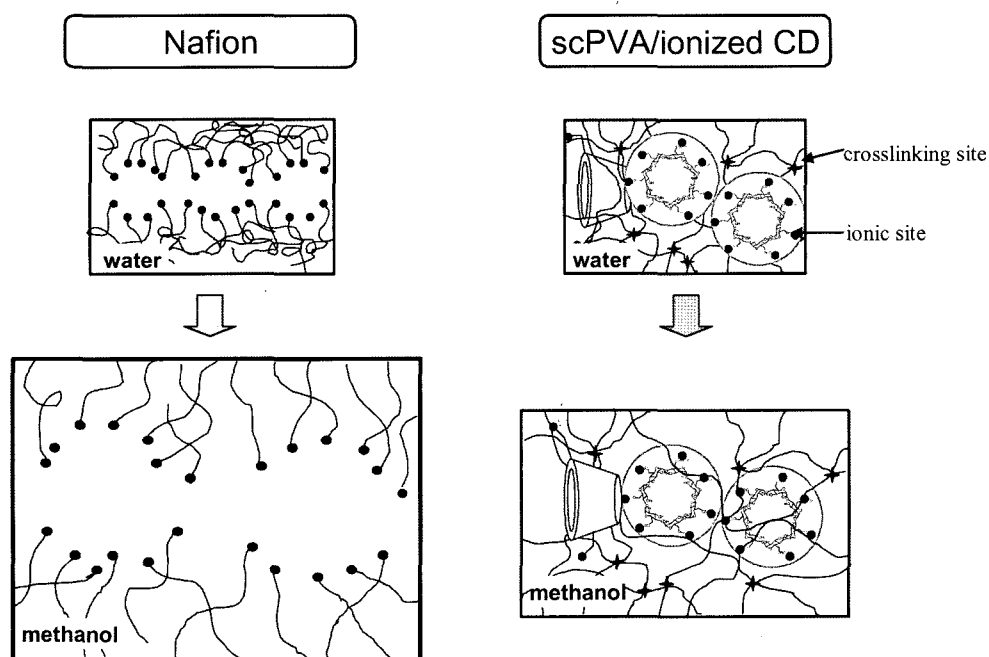 Nafion
scPVA/ionized CD
water
water
crosslinking site
ionic site
methanol
methanol